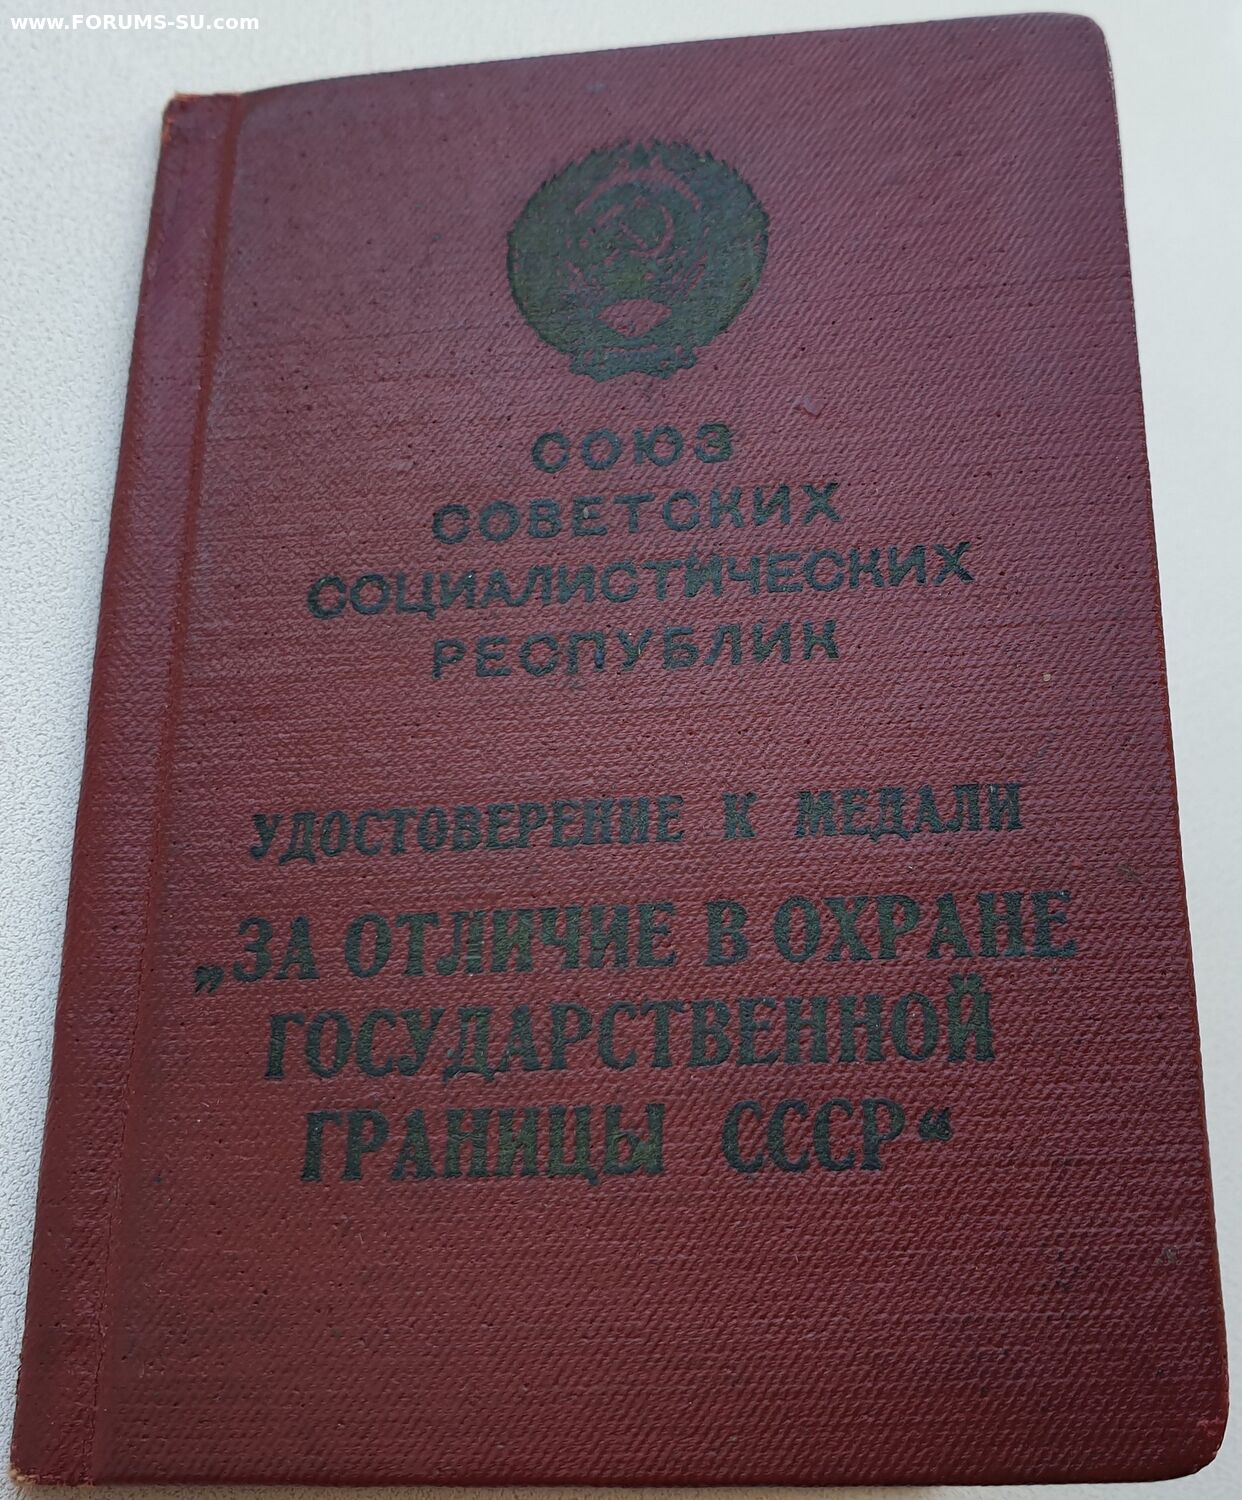 www.FORUMS-SU.com
СОЮЗ
СОВЕТСКИХ
СОЦИАЛИСТИЧЕСКИХ
РЕСПУБЛИК
УДОСТОВЕРЕНИЕ К МЕДАЛИ
„ЗА ОТЛИЧИЕ В ОХРАНЕ
ГОСУДАРСТВЕННОЙ
ГРАНИЦЫ СССР“